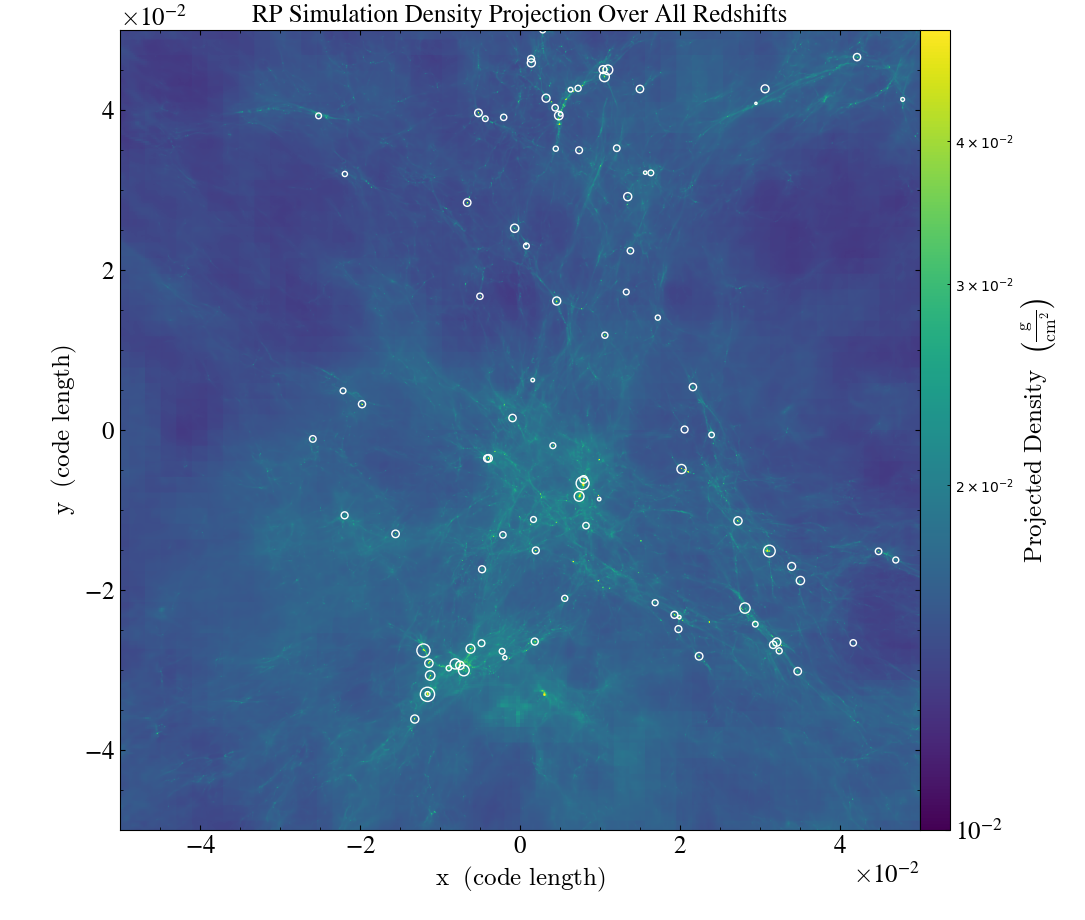 RP Simulation Density Projection Over All Redshifts
×10⁻²
4
2
0
−2
−4
−4 −2 0 2 4
×10⁻²
x (code length)
y (code length)
4 × 10⁻²
3 × 10⁻²
2 × 10⁻²
10⁻²
Projected Density (g/cm²)